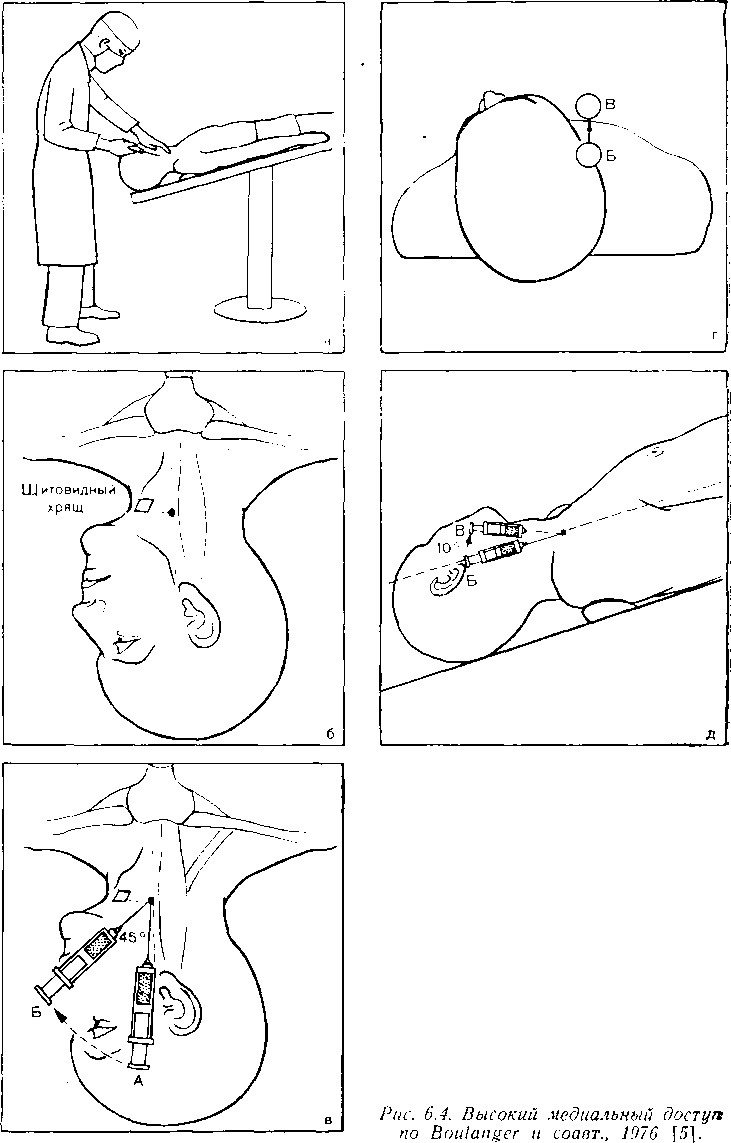 а
В
Б
г
Щитовидный
хрящ
б
В
10°
Б
д
45°
Б
А
в
Рис. 6.4. Высокий медиальный доступ
по Boulanger и соавт., 1976 [5].